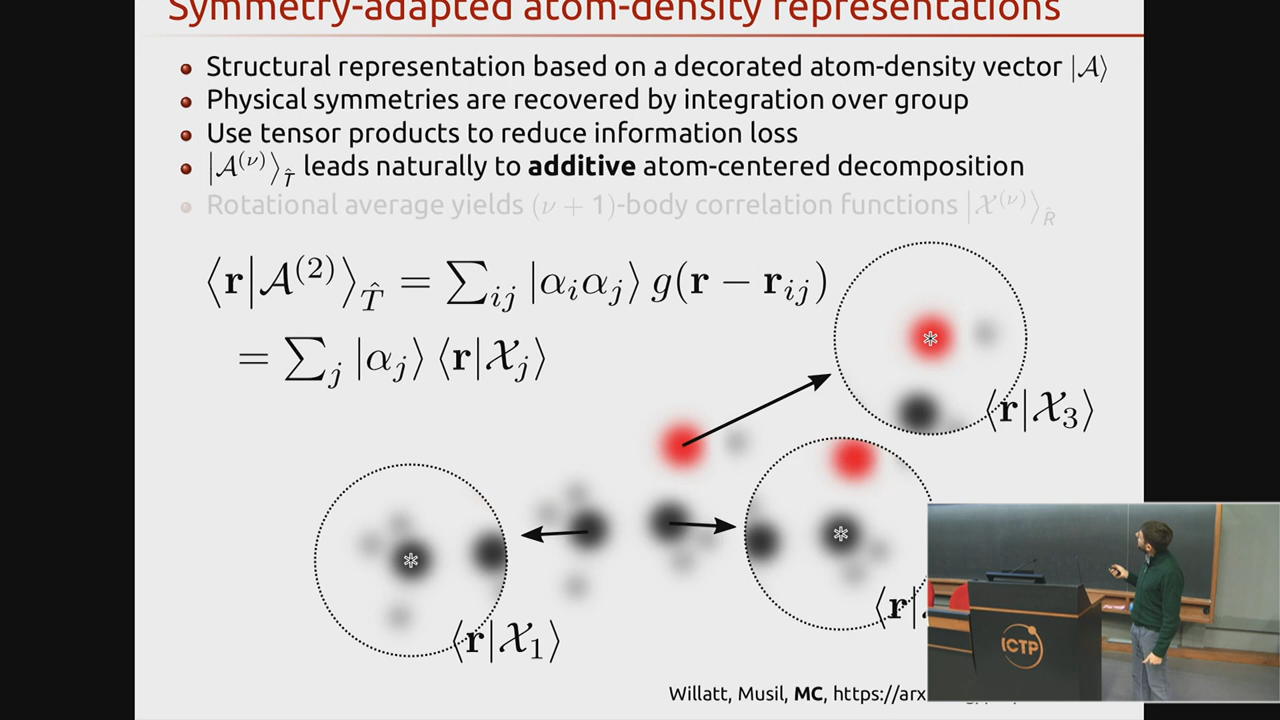 Symmetry-adapted atom-density representations
Structural representation based on a decorated atom-density vector |𝒜⟩
Physical symmetries are recovered by integration over group
Use tensor products to reduce information loss
|𝒜^(ν)⟩_T̂ leads naturally to additive atom-centered decomposition
Rotational average yields (ν + 1)-body correlation functions |𝒳^(ν)⟩_R̂
⟨r|𝒜^(2)⟩_T̂ = ∑_ij |α_i α_j⟩ g(r − r_ij)
= ∑_j |α_j⟩ ⟨r|𝒳_j⟩
⟨r|𝒳_3⟩
⟨r|
⟨r|𝒳_1⟩
ICTP
Willatt, Musil, MC, https://arx